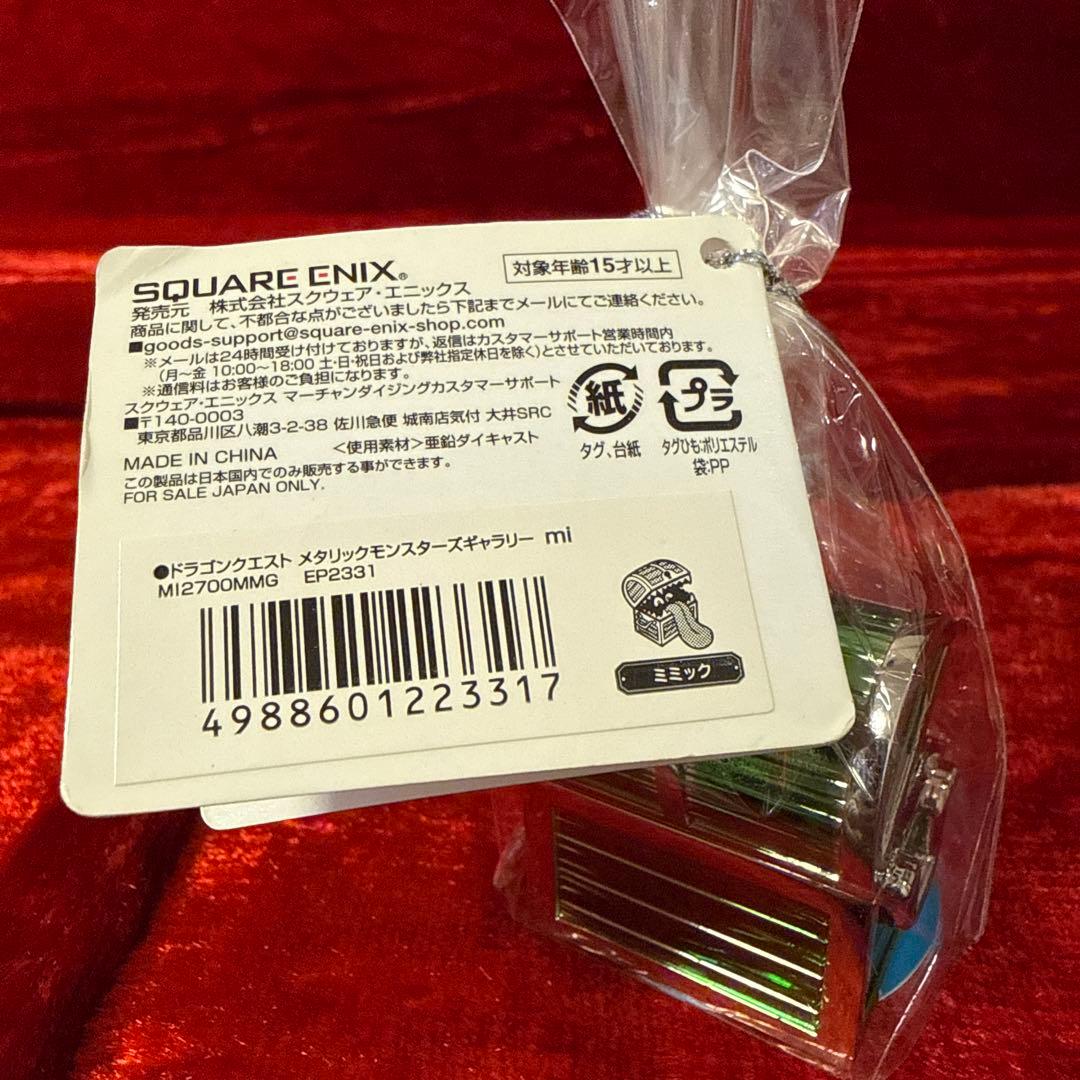 SQUARE ENIX®
対象年齢15才以上
発売元 株式会社スクウェア・エニックス
商品に関して、不都合な点がございましたら下記までメールにてご連絡ください。
■goods-support@square-enix-shop.com
※メールは24時間受け付けておりますが、返信はカスタマーサポート営業時間内
(月~金 10:00~18:00 土・日・祝日および弊社指定休日を除く)とさせていただいております。
※通信料はお客様のご負担になります。
スクウェア・エニックス マーチャンダイジングカスタマーサポート
■〒140-0003
東京都品川区八潮3-2-38 佐川急便 城南店気付 大井SRC
MADE IN CHINA <使用素材>亜鉛ダイキャスト
この製品は日本国内でのみ販売する事ができます。
FOR SALE JAPAN ONLY.
紙
タグ、台紙
プラ
タグひも:ポリエステル
袋:PP
●ドラゴンクエスト メタリックモンスターズギャラリー mi
MI2700MMG EP2331
4988601223317
ミミック